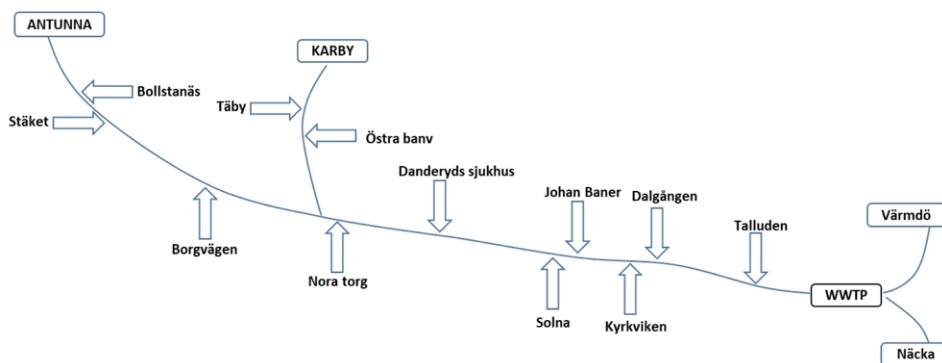 ANTUNNA
KARBY
Bollstanäs
Täby
Stäket
Östra banv
Danderyds sjukhus
Johan Baner
Dalgången
Talluden
Värmdö
Borgvägen
Nora torg
WWTP
Solna
Kyrkviken
Näcka